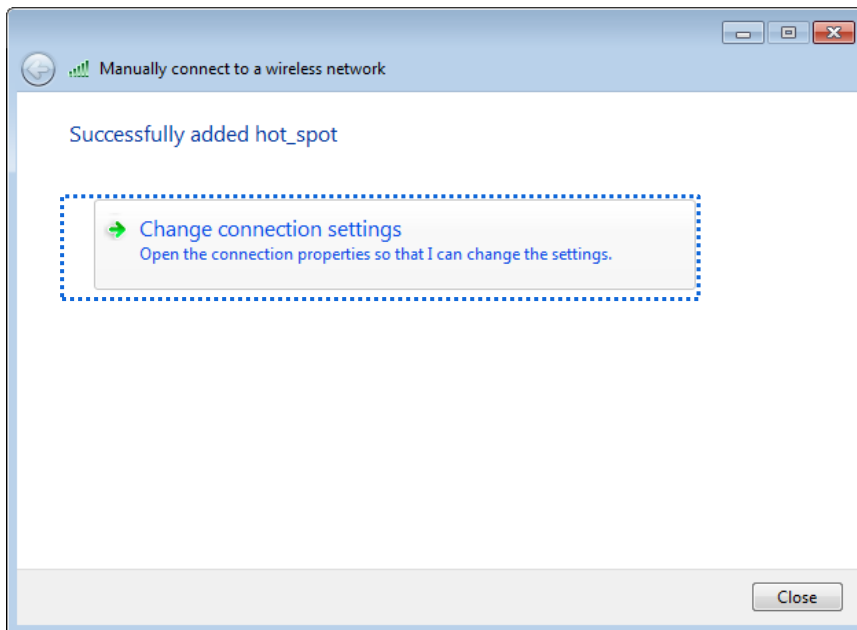 Manually connect to a wireless network
Successfully added hot_spot
Change connection settings
Open the connection properties so that I can change the settings.
Close